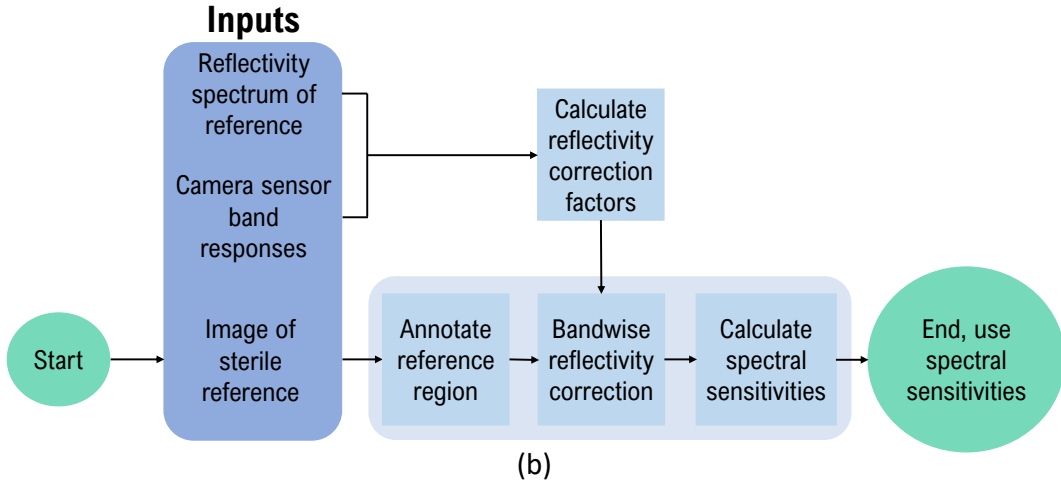 Inputs
Reflectivity
spectrum of
reference
Camera sensor
band
responses
Image of
sterile
reference
Calculate
reflectivity
correction
factors
Start
Annotate
reference
region
Bandwise
reflectivity
correction
Calculate
spectral
sensitivities
End, use
spectral
sensitivities
(b)